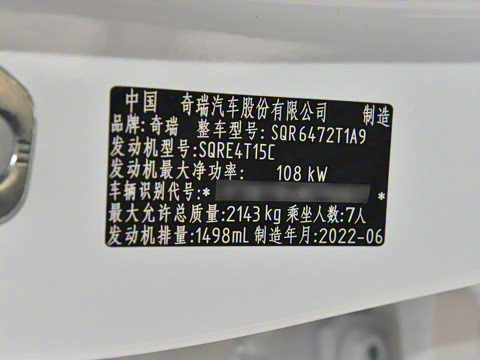 中国 奇瑞汽车股份有限公司 制造
品牌:奇瑞 整车型号:SQR6472T1A9
发动机型号:SQRE4T15C
发动机最大净功率: 108 kW
车辆识别代号:* *
最大允许总质量:2143 kg 乘坐人数:7人
发动机排量:1498mL 制造年月:2022-06